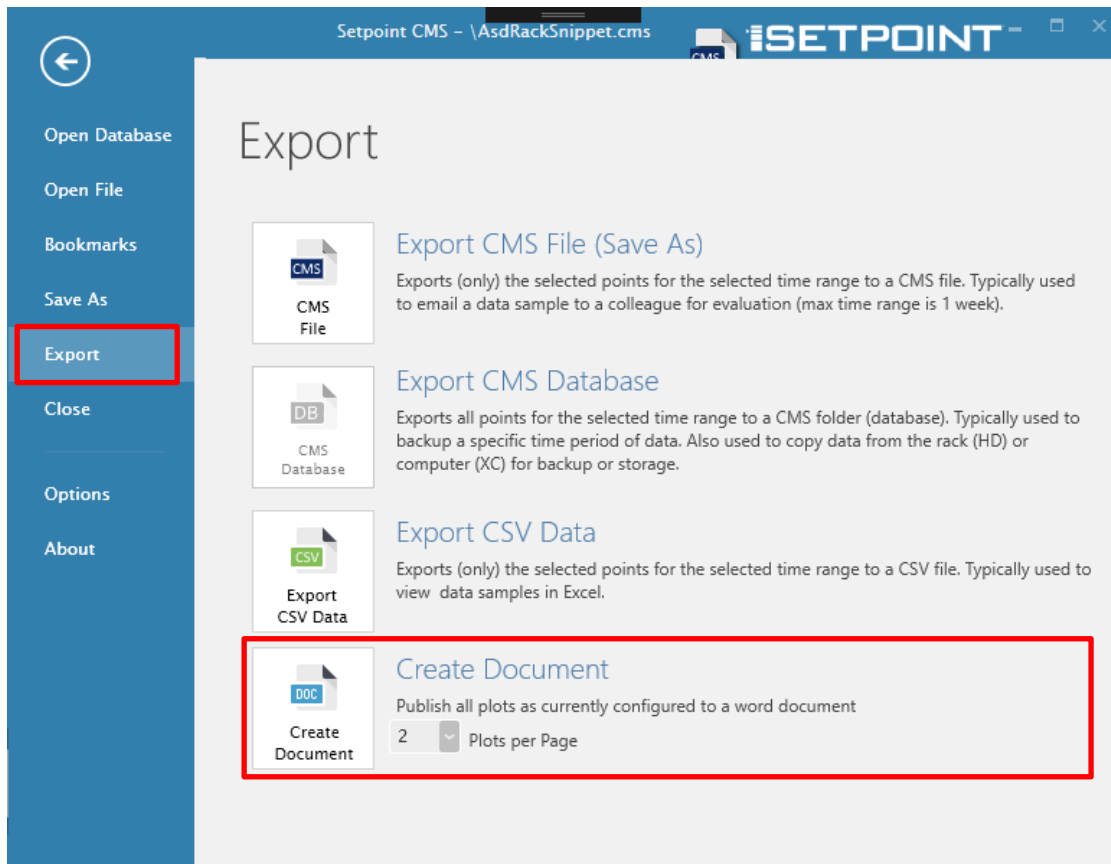 Setpoint CMS – \AsdRackSnippet.cms
CMS
SETPOINT
Open Database
Open File
Bookmarks
Save As
Export
Close
Options
About
Export
CMS
CMS
File
Export CMS File (Save As)
Exports (only) the selected points for the selected time range to a CMS file. Typically used
to email a data sample to a colleague for evaluation (max time range is 1 week).
DB
CMS
Database
Export CMS Database
Exports all points for the selected time range to a CMS folder (database). Typically used to
backup a specific time period of data. Also used to copy data from the rack (HD) or
computer (XC) for backup or storage.
CSV
Export
CSV Data
Export CSV Data
Exports (only) the selected points for the selected time range to a CSV file. Typically used to
view  data samples in Excel.
DOC
Create
Document
Create Document
Publish all plots as currently configured to a word document
2 Plots per Page